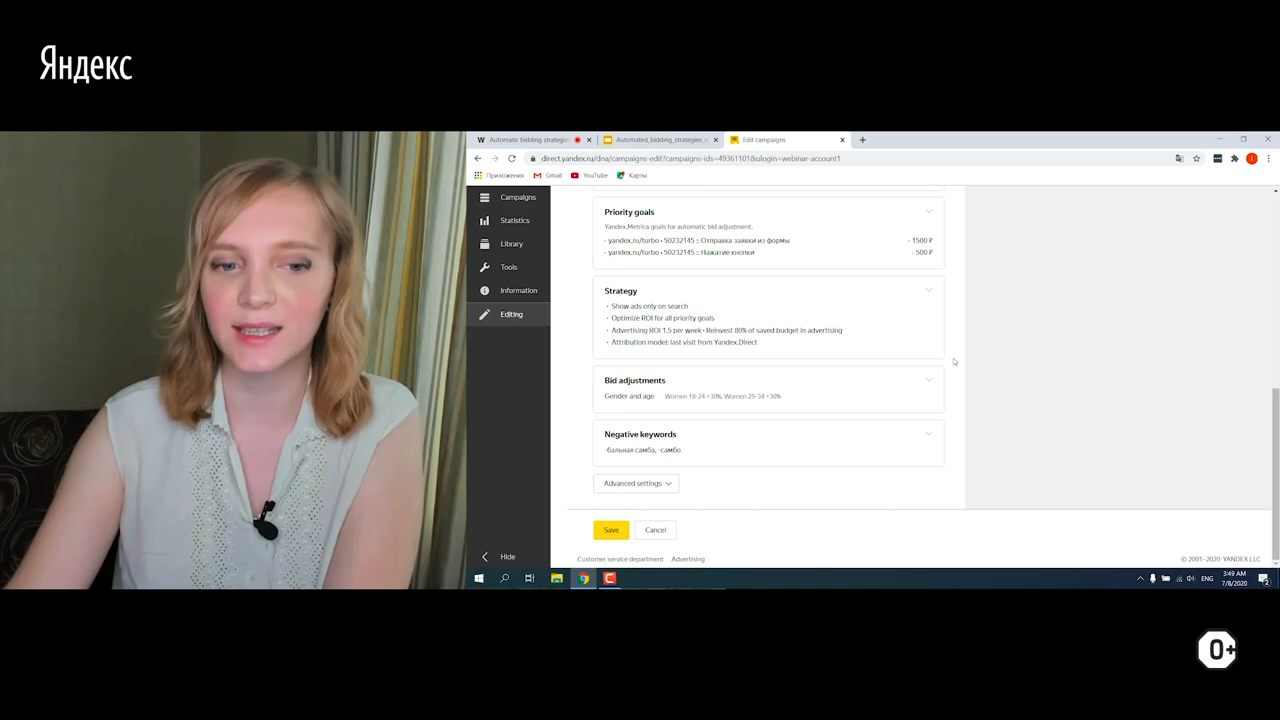 Яндекс
Automatic bidding strategie
Automated_bidding_strategies_
Edit campaigns
direct.yandex.ru/dna/campaigns-edit?campaigns-ids=49361101&ulogin=webinar-account1
Приложения
Gmail
YouTube
Карты
Campaigns
Statistics
Library
Tools
Information
Editing
Hide
Priority goals
Yandex.Metrica goals for automatic bid adjustment.
- yandex.ru/turbo • 50232145 :: Отправка заявки из формы - 1500 ₽
- yandex.ru/turbo • 50232145 :: Нажатие кнопки - 500 ₽
Strategy
• Show ads only on search
• Optimize ROI for all priority goals
• Advertising ROI 1.5 per week • Reinvest 80% of saved budget in advertising
• Attribution model: last visit from Yandex.Direct
Bid adjustments
Gender and age Women 18-24 +30%, Women 25-34 +30%
Negative keywords
-бальная самба, -самбо
Advanced settings
Save Cancel
Customer service department Advertising
© 2001–2020 YANDEX LLC
ENG
3:49 AM
7/8/2020
0+